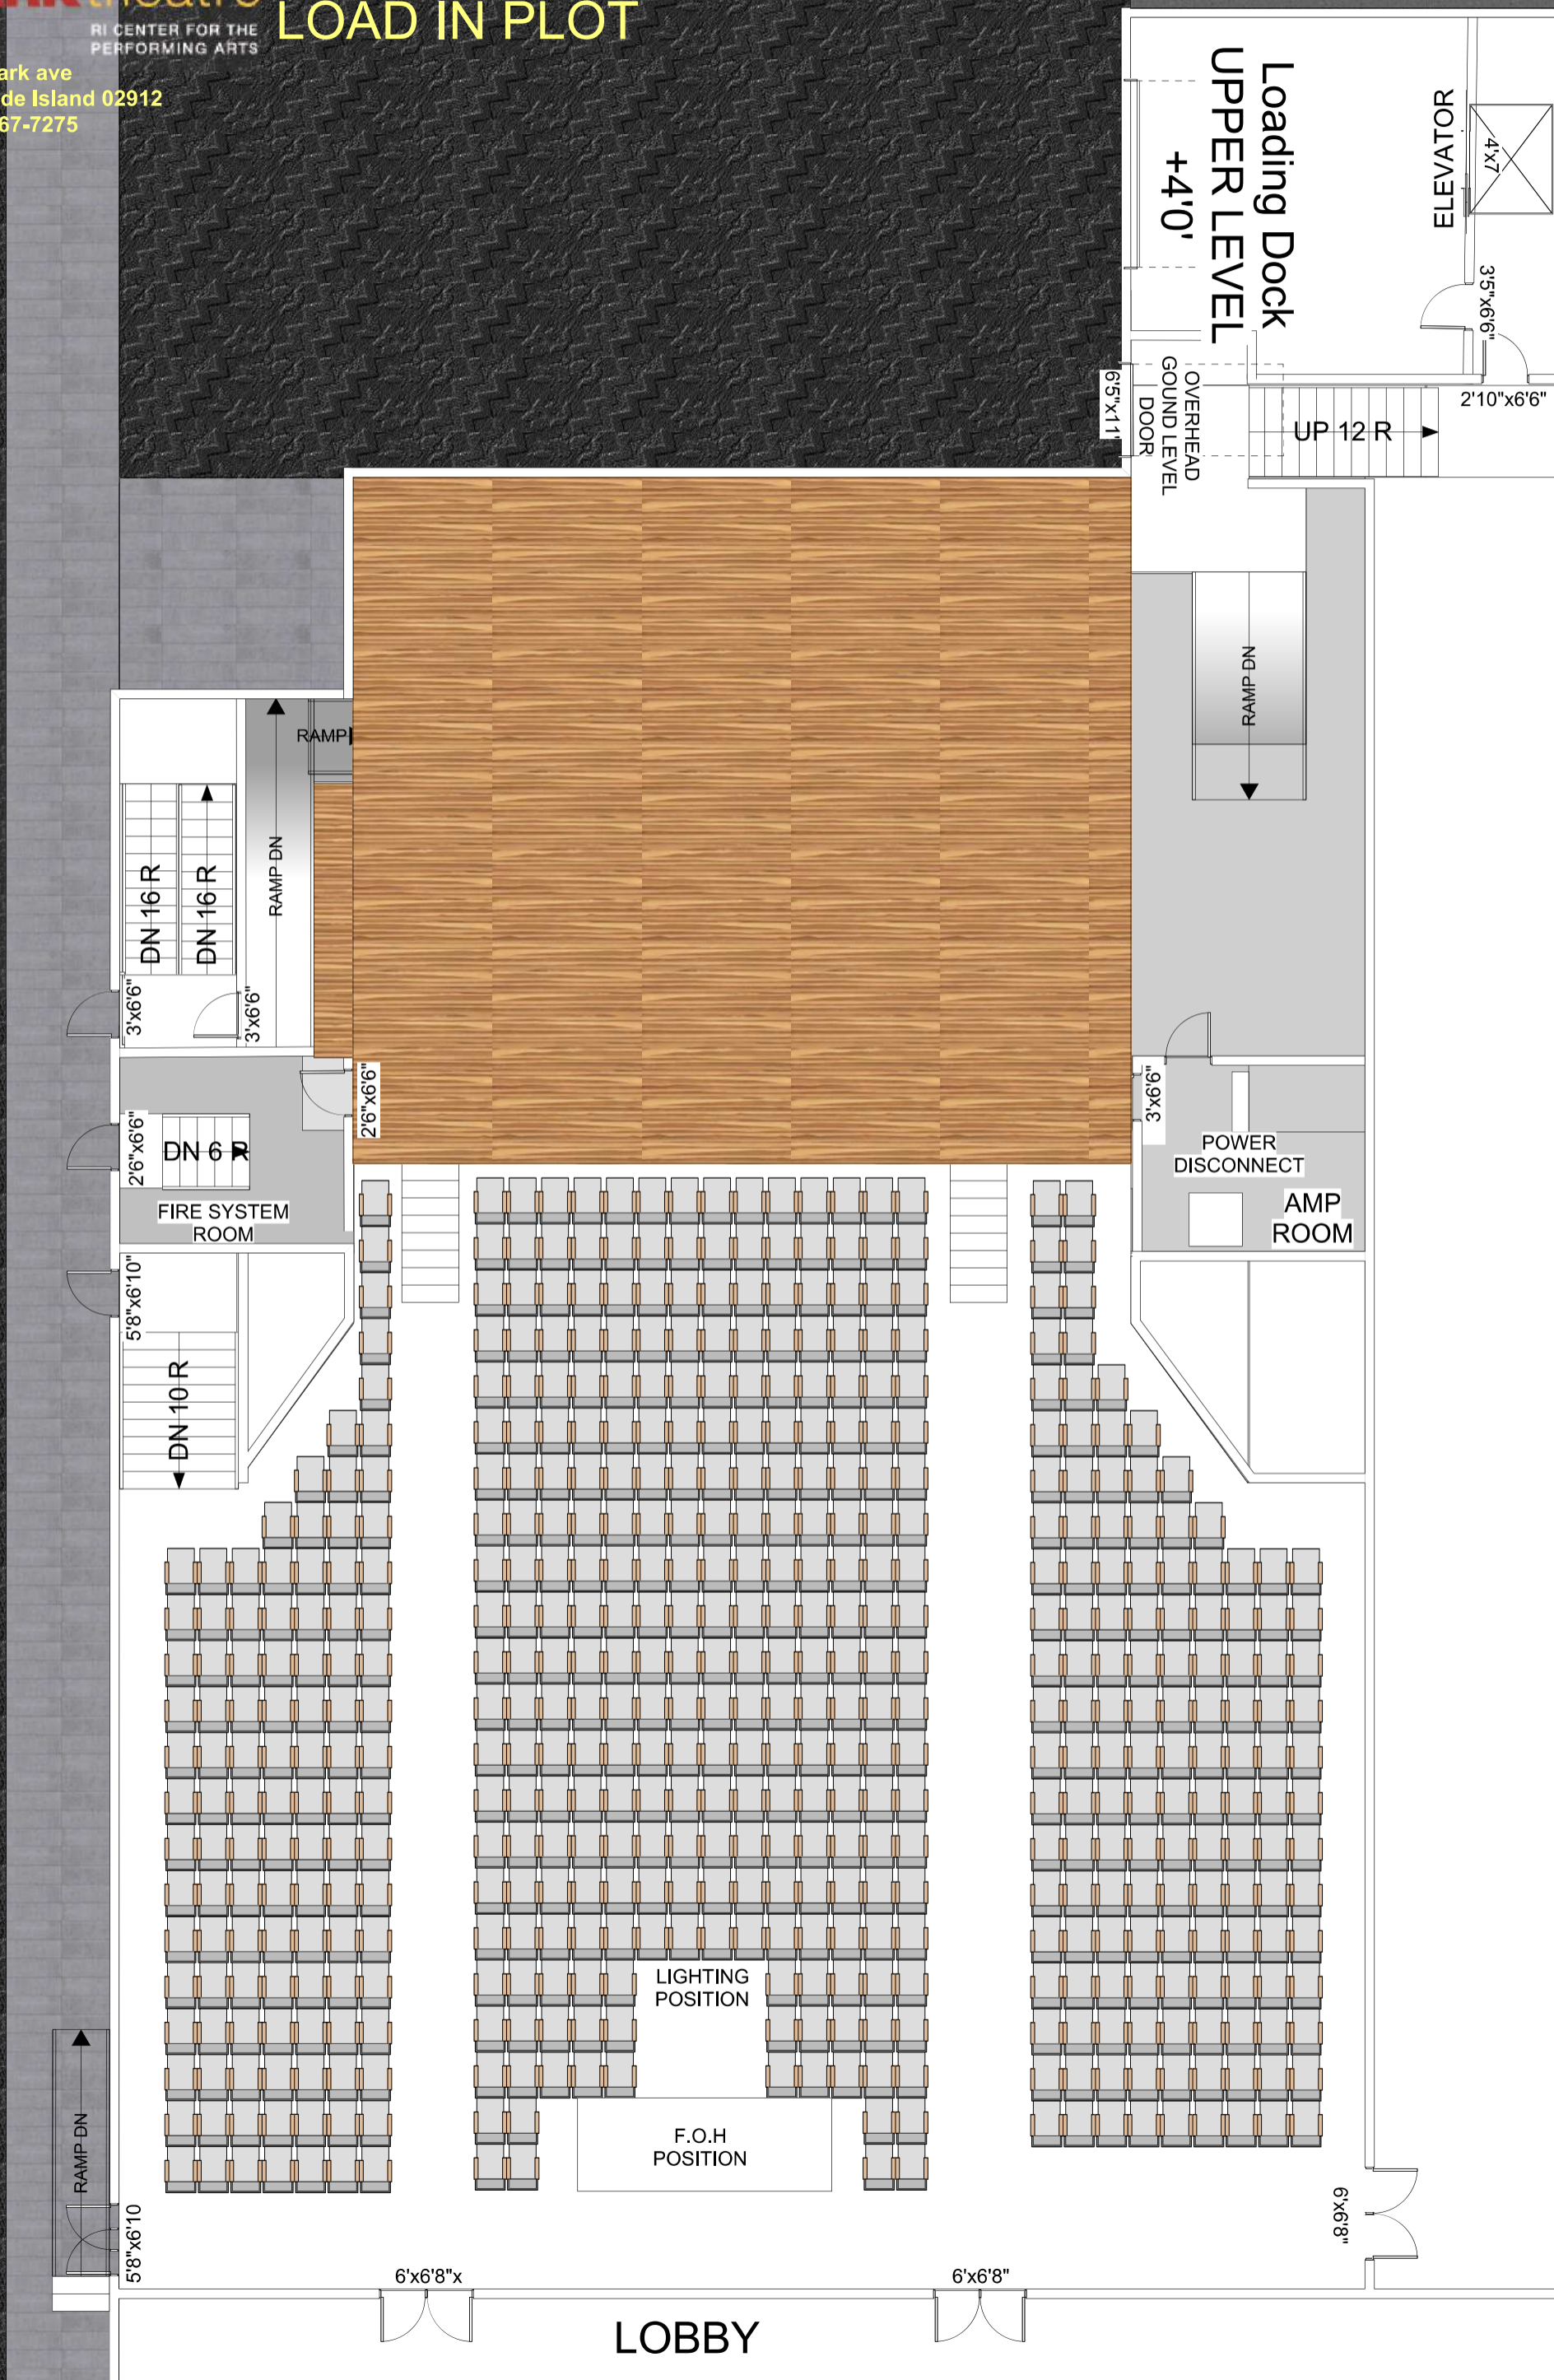 theatre
RI CENTER FOR THE
PERFORMING ARTS
LOAD IN PLOT
ark ave
de Island 02912
67-7275
Loading Dock
UPPER LEVEL
+4'0'
ELEVATOR
4'x7
3'5"x6'6"
2'10"x6'6"
6'5"x11'
OVERHEAD
GOUND LEVEL
DOOR
UP 12 R
RAMP DN
RAMP
RAMP DN
DN 16 R
DN 16 R
3'x6'6"
3'x6'6"
2'6"x6'6"
2'6"x6'6"
DN 6 R
FIRE SYSTEM
ROOM
3'x6'6"
POWER
DISCONNECT
AMP
ROOM
5'8"x6'10"
DN 10 R
LIGHTING
POSITION
F.O.H
POSITION
RAMP DN
5'8"x6'10
6'x6'8"
6'x6'8"x
6'x6'8"
LOBBY